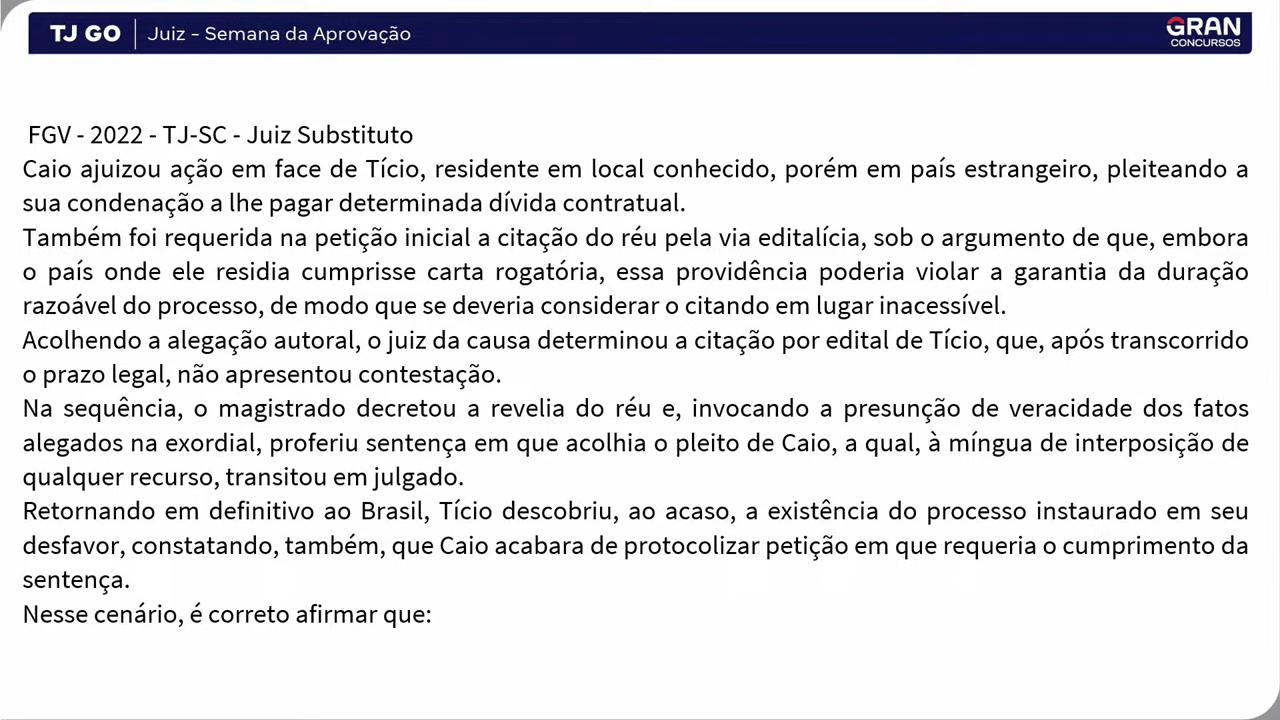 TJ GO | Juiz – Semana da Aprovação
GRAN
CONCURSOS
FGV - 2022 - TJ-SC - Juiz Substituto
Caio ajuizou ação em face de Tício, residente em local conhecido, porém em país estrangeiro, pleiteando a
sua condenação a lhe pagar determinada dívida contratual.
Também foi requerida na petição inicial a citação do réu pela via editalícia, sob o argumento de que, embora
o país onde ele residia cumprisse carta rogatória, essa providência poderia violar a garantia da duração
razoável do processo, de modo que se deveria considerar o citando em lugar inacessível.
Acolhendo a alegação autoral, o juiz da causa determinou a citação por edital de Tício, que, após transcorrido
o prazo legal, não apresentou contestação.
Na sequência, o magistrado decretou a revelia do réu e, invocando a presunção de veracidade dos fatos
alegados na exordial, proferiu sentença em que acolhia o pleito de Caio, a qual, à míngua de interposição de
qualquer recurso, transitou em julgado.
Retornando em definitivo ao Brasil, Tício descobriu, ao acaso, a existência do processo instaurado em seu
desfavor, constatando, também, que Caio acabara de protocolizar petição em que requeria o cumprimento da
sentença.
Nesse cenário, é correto afirmar que: